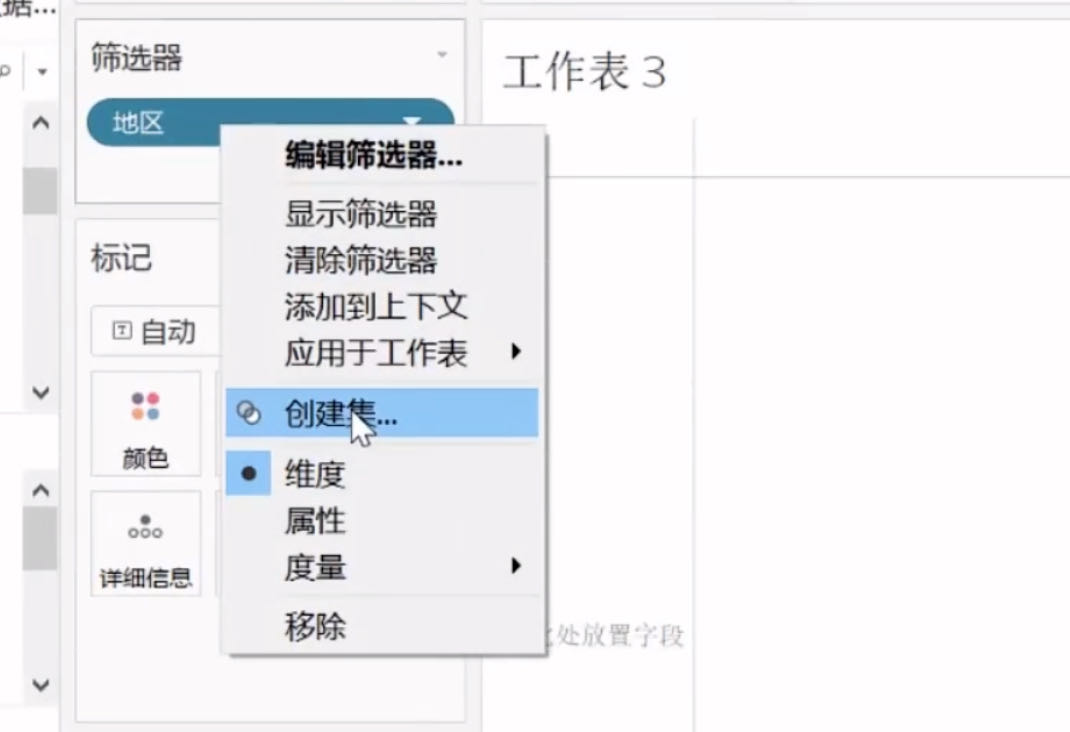 据...
筛选器
地区
工作表 3
编辑筛选器...
显示筛选器
清除筛选器
添加到上下文
应用于工作表
创建集...
维度
属性
度量
移除
标记
自动
颜色
详细信息
处放置字段